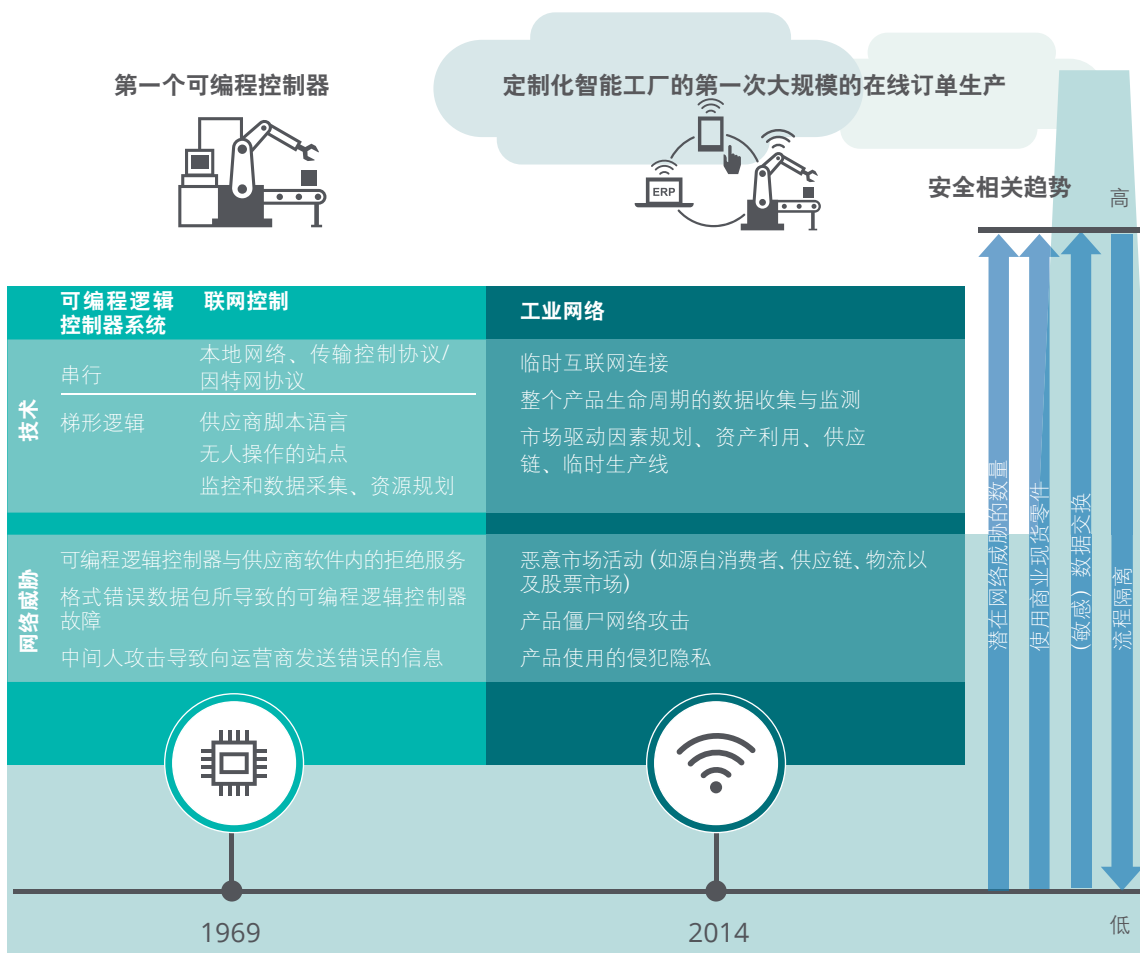 第一个可编程控制器
定制化智能工厂的第一次大规模的在线订单生产
ERP
安全相关趋势
高
可编程逻辑
控制器系统
联网控制
工业网络
技术
串行
本地网络、传输控制协议/
因特网协议
梯形逻辑
供应商脚本语言
无人操作的站点
监控和数据采集、资源规划
临时互联网连接
整个产品生命周期的数据收集与监测
市场驱动因素规划、资产利用、供应
链、临时生产线
网络威胁
可编程逻辑控制器与供应商软件内的拒绝服务
格式错误数据包所导致的可编程逻辑控制器
故障
中间人攻击导致向运营商发送错误的信息
恶意市场活动 (如源自消费者、供应链、物流以
及股票市场)
产品僵尸网络攻击
产品使用的侵犯隐私
潜在网络威胁的数量
使用商业现货零件
(敏感) 数据交换
流程隔离
低
1969
2014